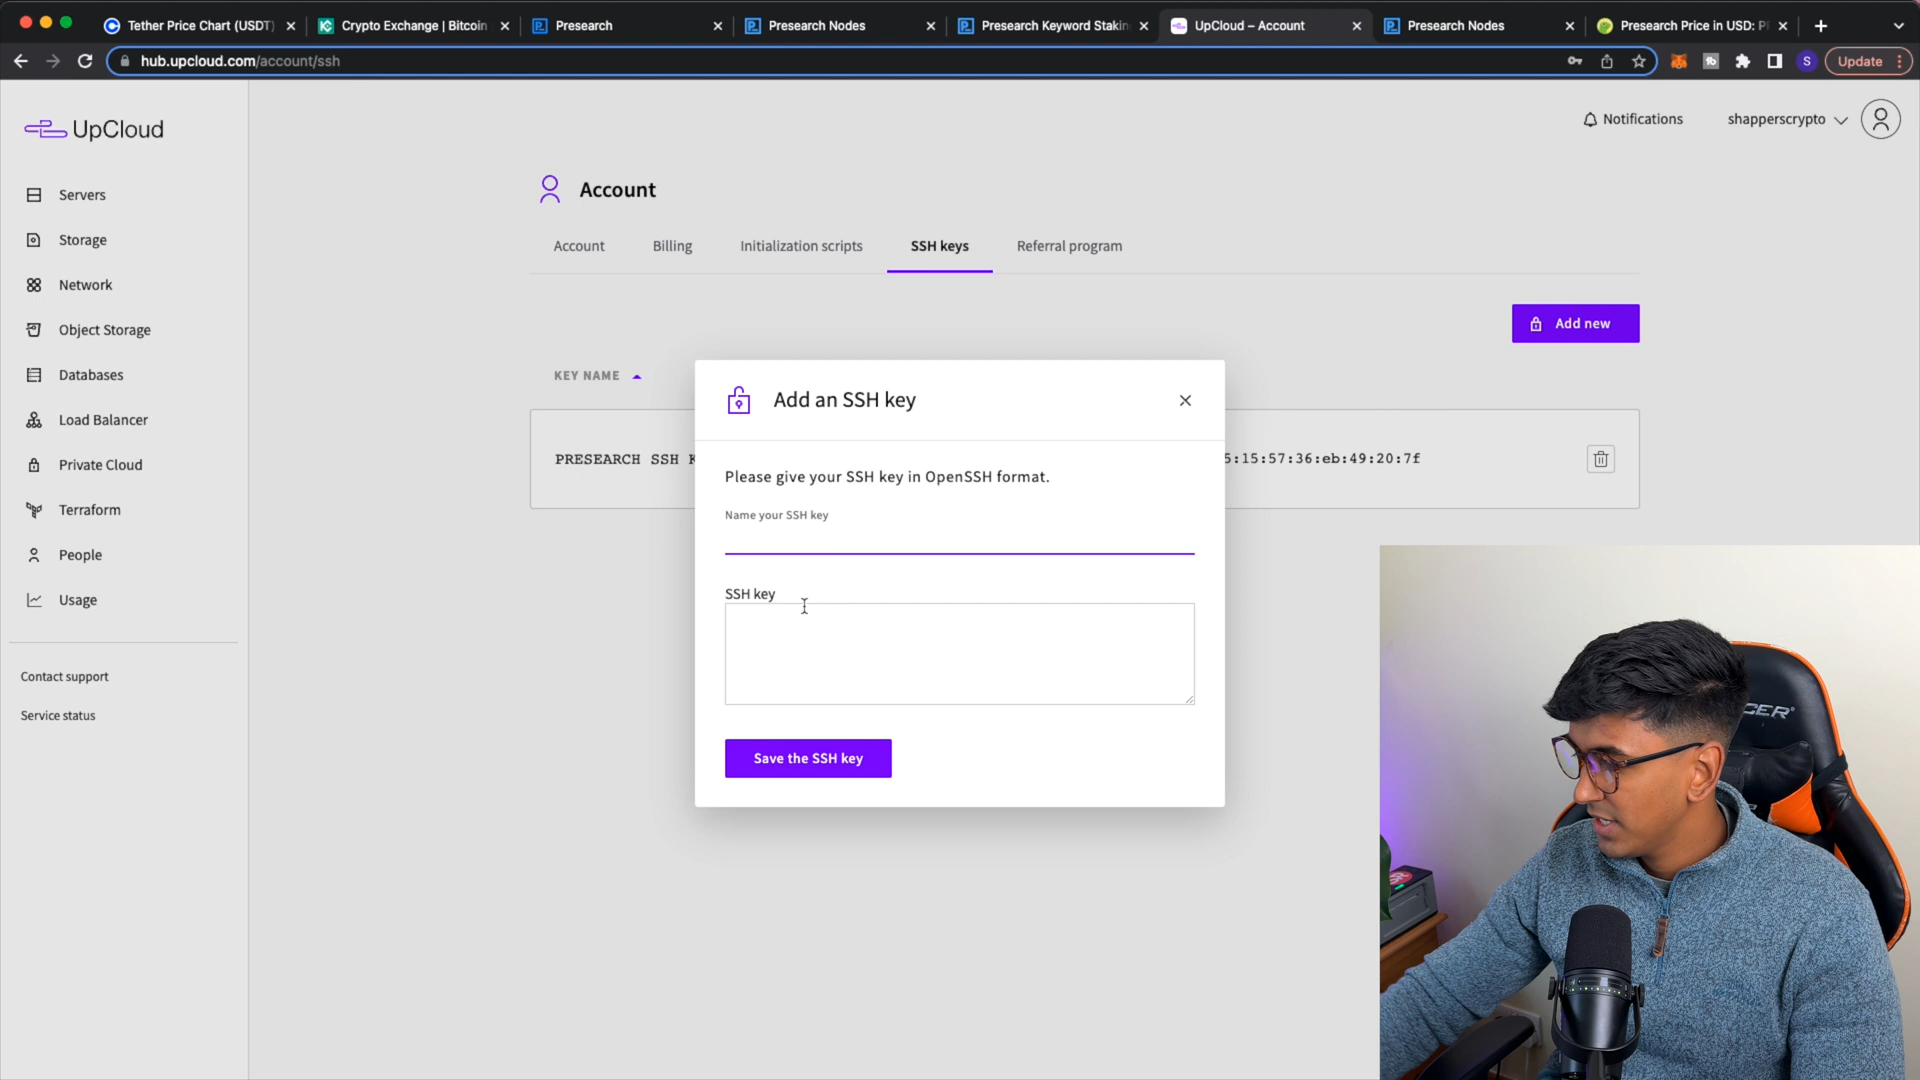 Tether Price Chart (USDT)
Crypto Exchange | Bitcoin
Presearch
Presearch Nodes
Presearch Keyword Stakin
UpCloud – Account
Presearch Nodes
Presearch Price in USD: P
hub.upcloud.com/account/ssh
S
Update
UpCloud
Notifications
shapperscrypto
Servers
Storage
Network
Object Storage
Databases
Load Balancer
Private Cloud
Terraform
People
Usage
Contact support
Service status
Account
Account
Billing
Initialization scripts
SSH keys
Referral program
Add new
KEY NAME
PRESEARCH SSH K
5:15:57:36:eb:49:20:7f
Add an SSH key
Please give your SSH key in OpenSSH format.
Name your SSH key
SSH key
Save the SSH key
CER